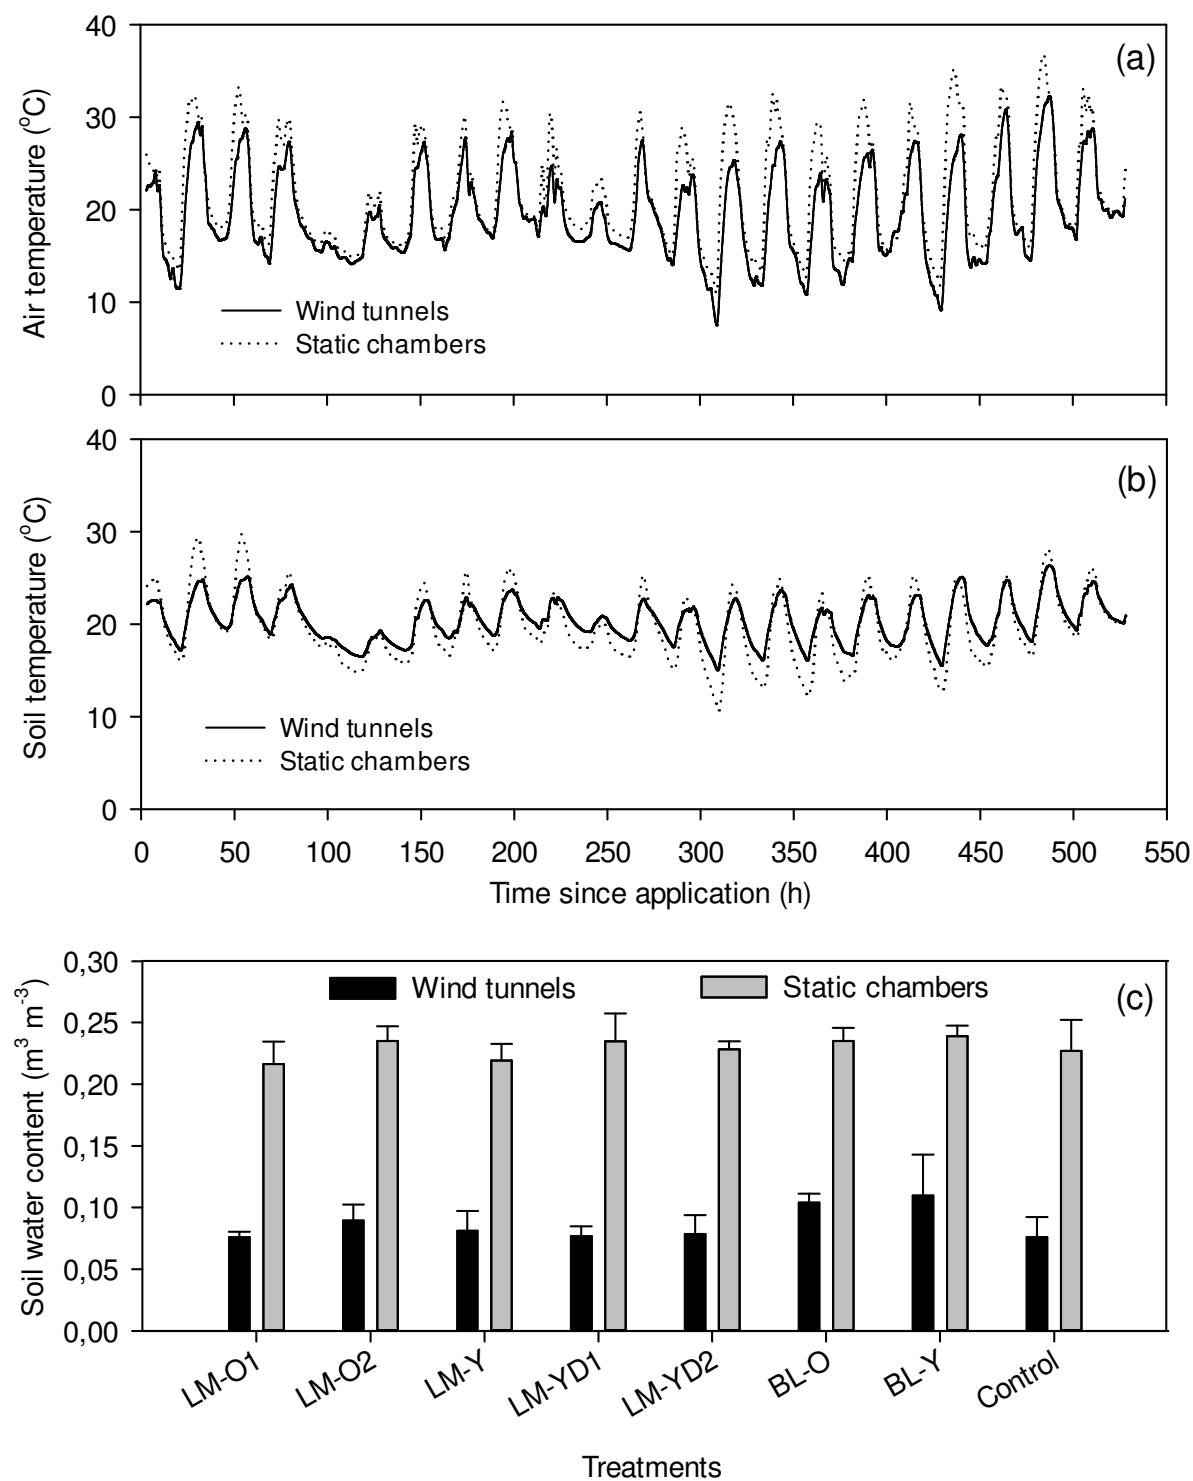 40
(a)
30
20
10
0
Air temperature (°C)
Wind tunnels
Static chambers
40
(b)
30
20
10
0
Soil temperature (°C)
Wind tunnels
Static chambers
0 50 100 150 200 250 300 350 400 450 500 550
Time since application (h)
0,30
0,25
0,20
0,15
0,10
0,05
0,00
Soil water content (m³ m⁻³)
Wind tunnels Static chambers (c)
LM-O1 LM-O2 LM-Y LM-YD1 LM-YD2 BL-O BL-Y Control
Treatments